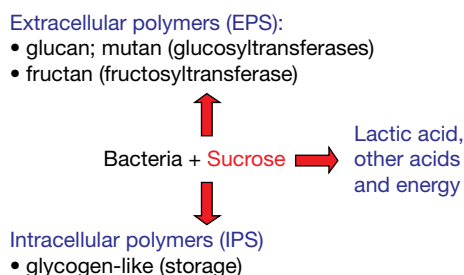 Extracellular polymers (EPS):
• glucan; mutan (glucosyltransferases)
• fructan (fructosyltransferase)
Bacteria + Sucrose
Lactic acid,
other acids
and energy
Intracellular polymers (IPS)
• glycogen-like (storage)